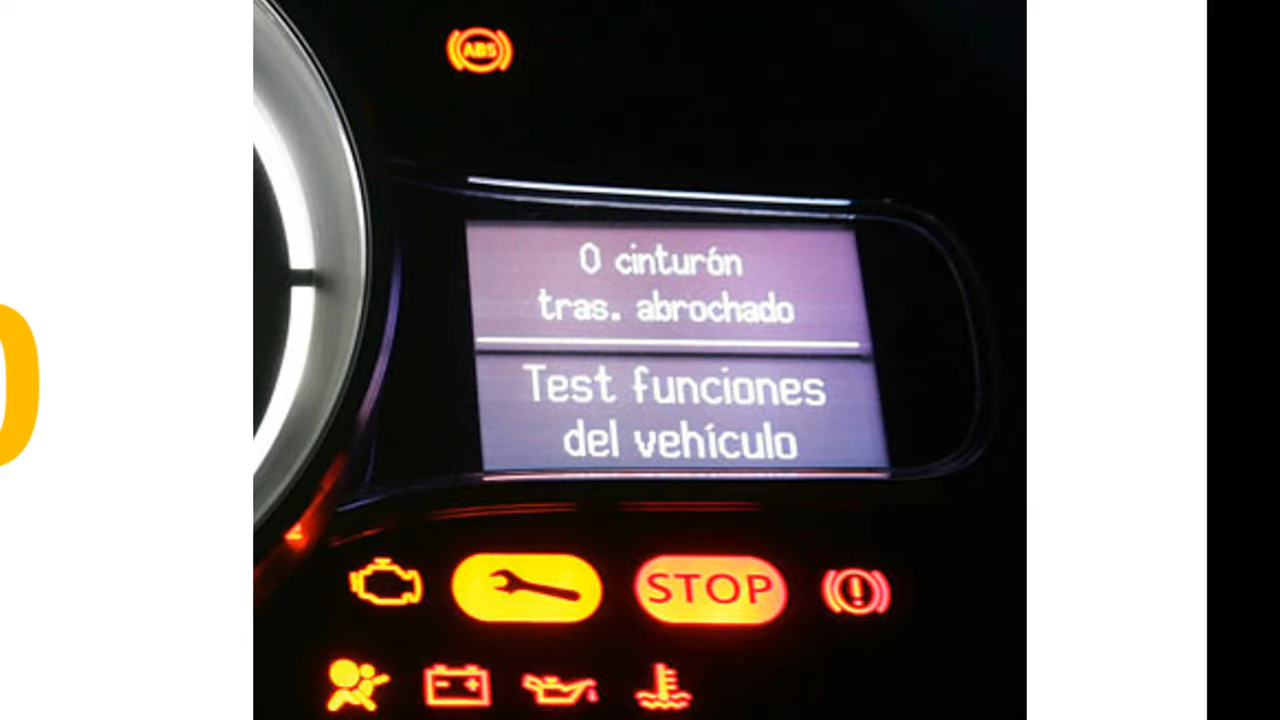 ABS
0 cinturón
tras. abrochado
Test funciones
del vehículo
STOP